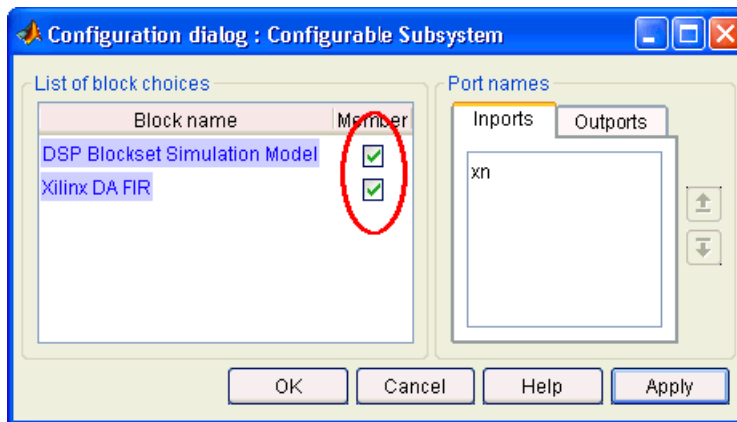 Configuration dialog : Configurable Subsystem
List of block choices
Block name Member
DSP Blockset Simulation Model
Xilinx DA FIR
Port names
Inports Outports
xn
OK Cancel Help Apply